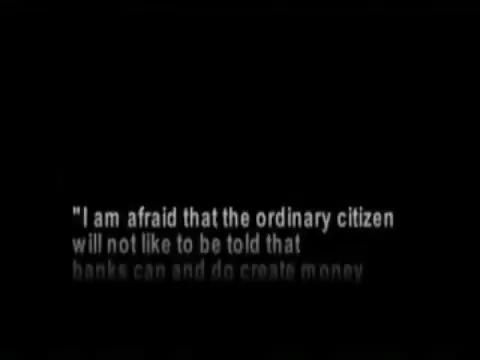 "I am afraid that the ordinary citizen
will not like to be told that
banks can and do create money